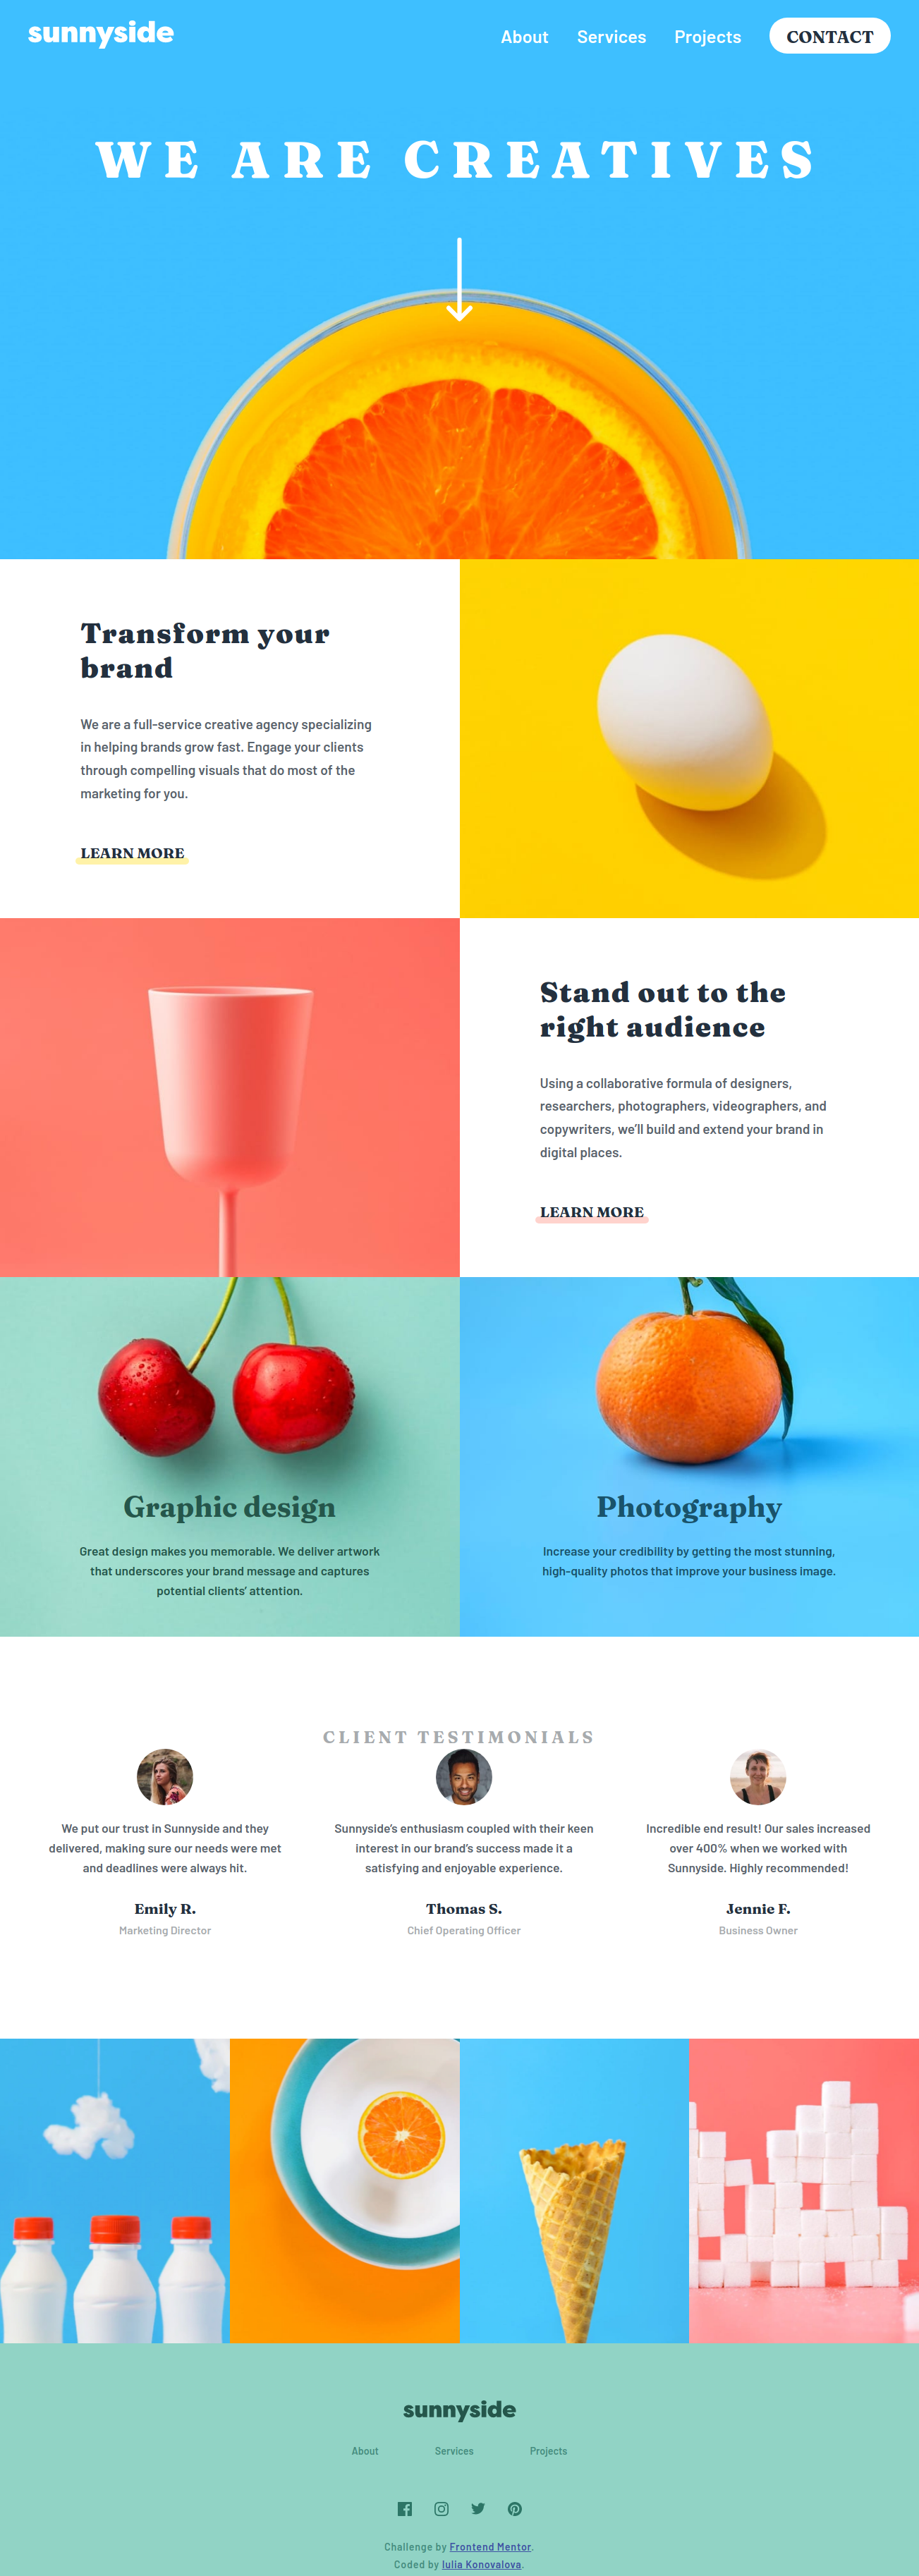 sunnyside
About Services Projects CONTACT
WE ARE CREATIVES
Transform your
brand
We are a full-service creative agency specializing
in helping brands grow fast. Engage your clients
through compelling visuals that do most of the
marketing for you.
LEARN MORE
Stand out to the
right audience
Using a collaborative formula of designers,
researchers, photographers, videographers, and
copywriters, we’ll build and extend your brand in
digital places.
LEARN MORE
Graphic design
Great design makes you memorable. We deliver artwork
that underscores your brand message and captures
potential clients’ attention.
Photography
Increase your credibility by getting the most stunning,
high-quality photos that improve your business image.
CLIENT TESTIMONIALS
We put our trust in Sunnyside and they
delivered, making sure our needs were met
and deadlines were always hit.
Emily R.
Marketing Director
Sunnyside’s enthusiasm coupled with their keen
interest in our brand’s success made it a
satisfying and enjoyable experience.
Thomas S.
Chief Operating Officer
Incredible end result! Our sales increased
over 400% when we worked with
Sunnyside. Highly recommended!
Jennie F.
Business Owner
sunnyside
About Services Projects
Challenge by Frontend Mentor.
Coded by Iulia Konovalova.